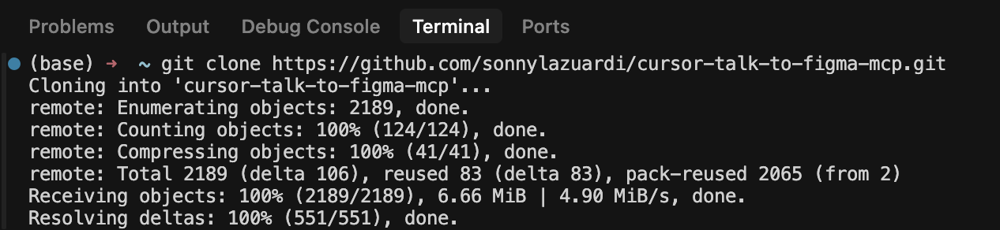 Problems Output Debug Console Terminal Ports
(base) ➜ ~ git clone https://github.com/sonnylazuardi/cursor-talk-to-figma-mcp.git
Cloning into 'cursor-talk-to-figma-mcp'...
remote: Enumerating objects: 2189, done.
remote: Counting objects: 100% (124/124), done.
remote: Compressing objects: 100% (41/41), done.
remote: Total 2189 (delta 106), reused 83 (delta 83), pack-reused 2065 (from 2)
Receiving objects: 100% (2189/2189), 6.66 MiB | 4.90 MiB/s, done.
Resolving deltas: 100% (551/551), done.